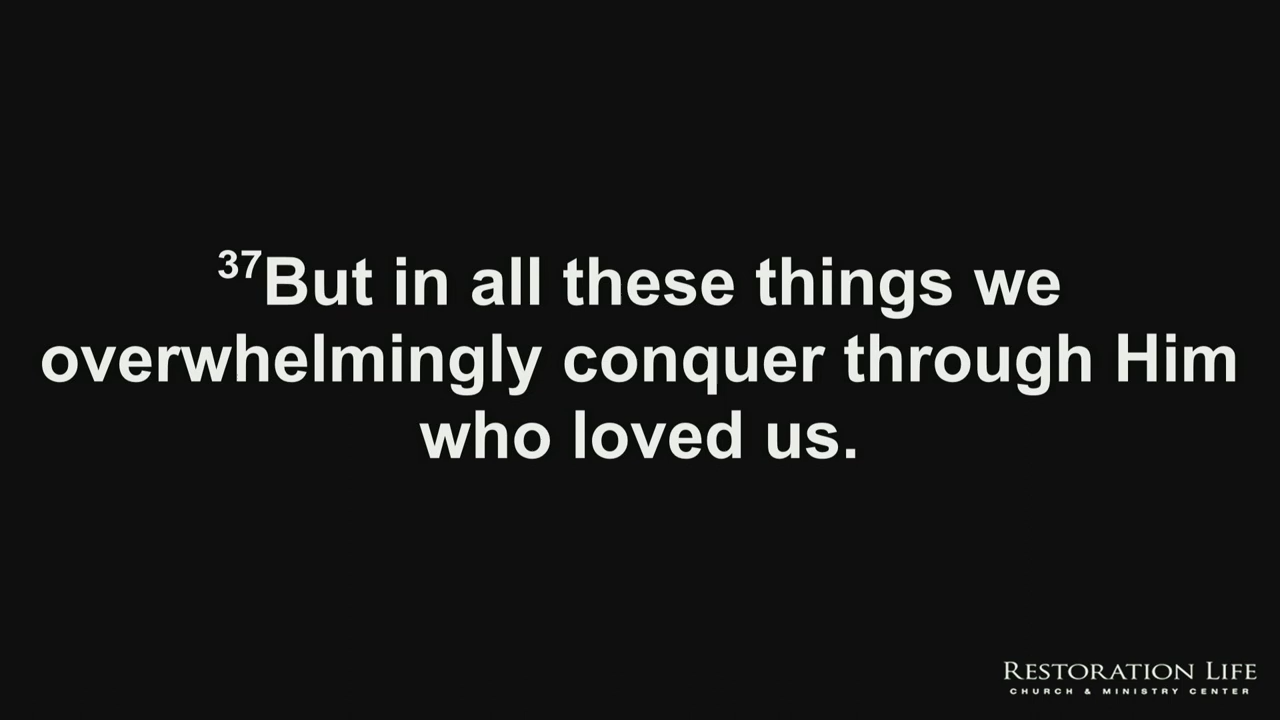 ³⁷But in all these things we
overwhelmingly conquer through Him
who loved us.
RESTORATION LIFE
CHURCH & MINISTRY CENTER